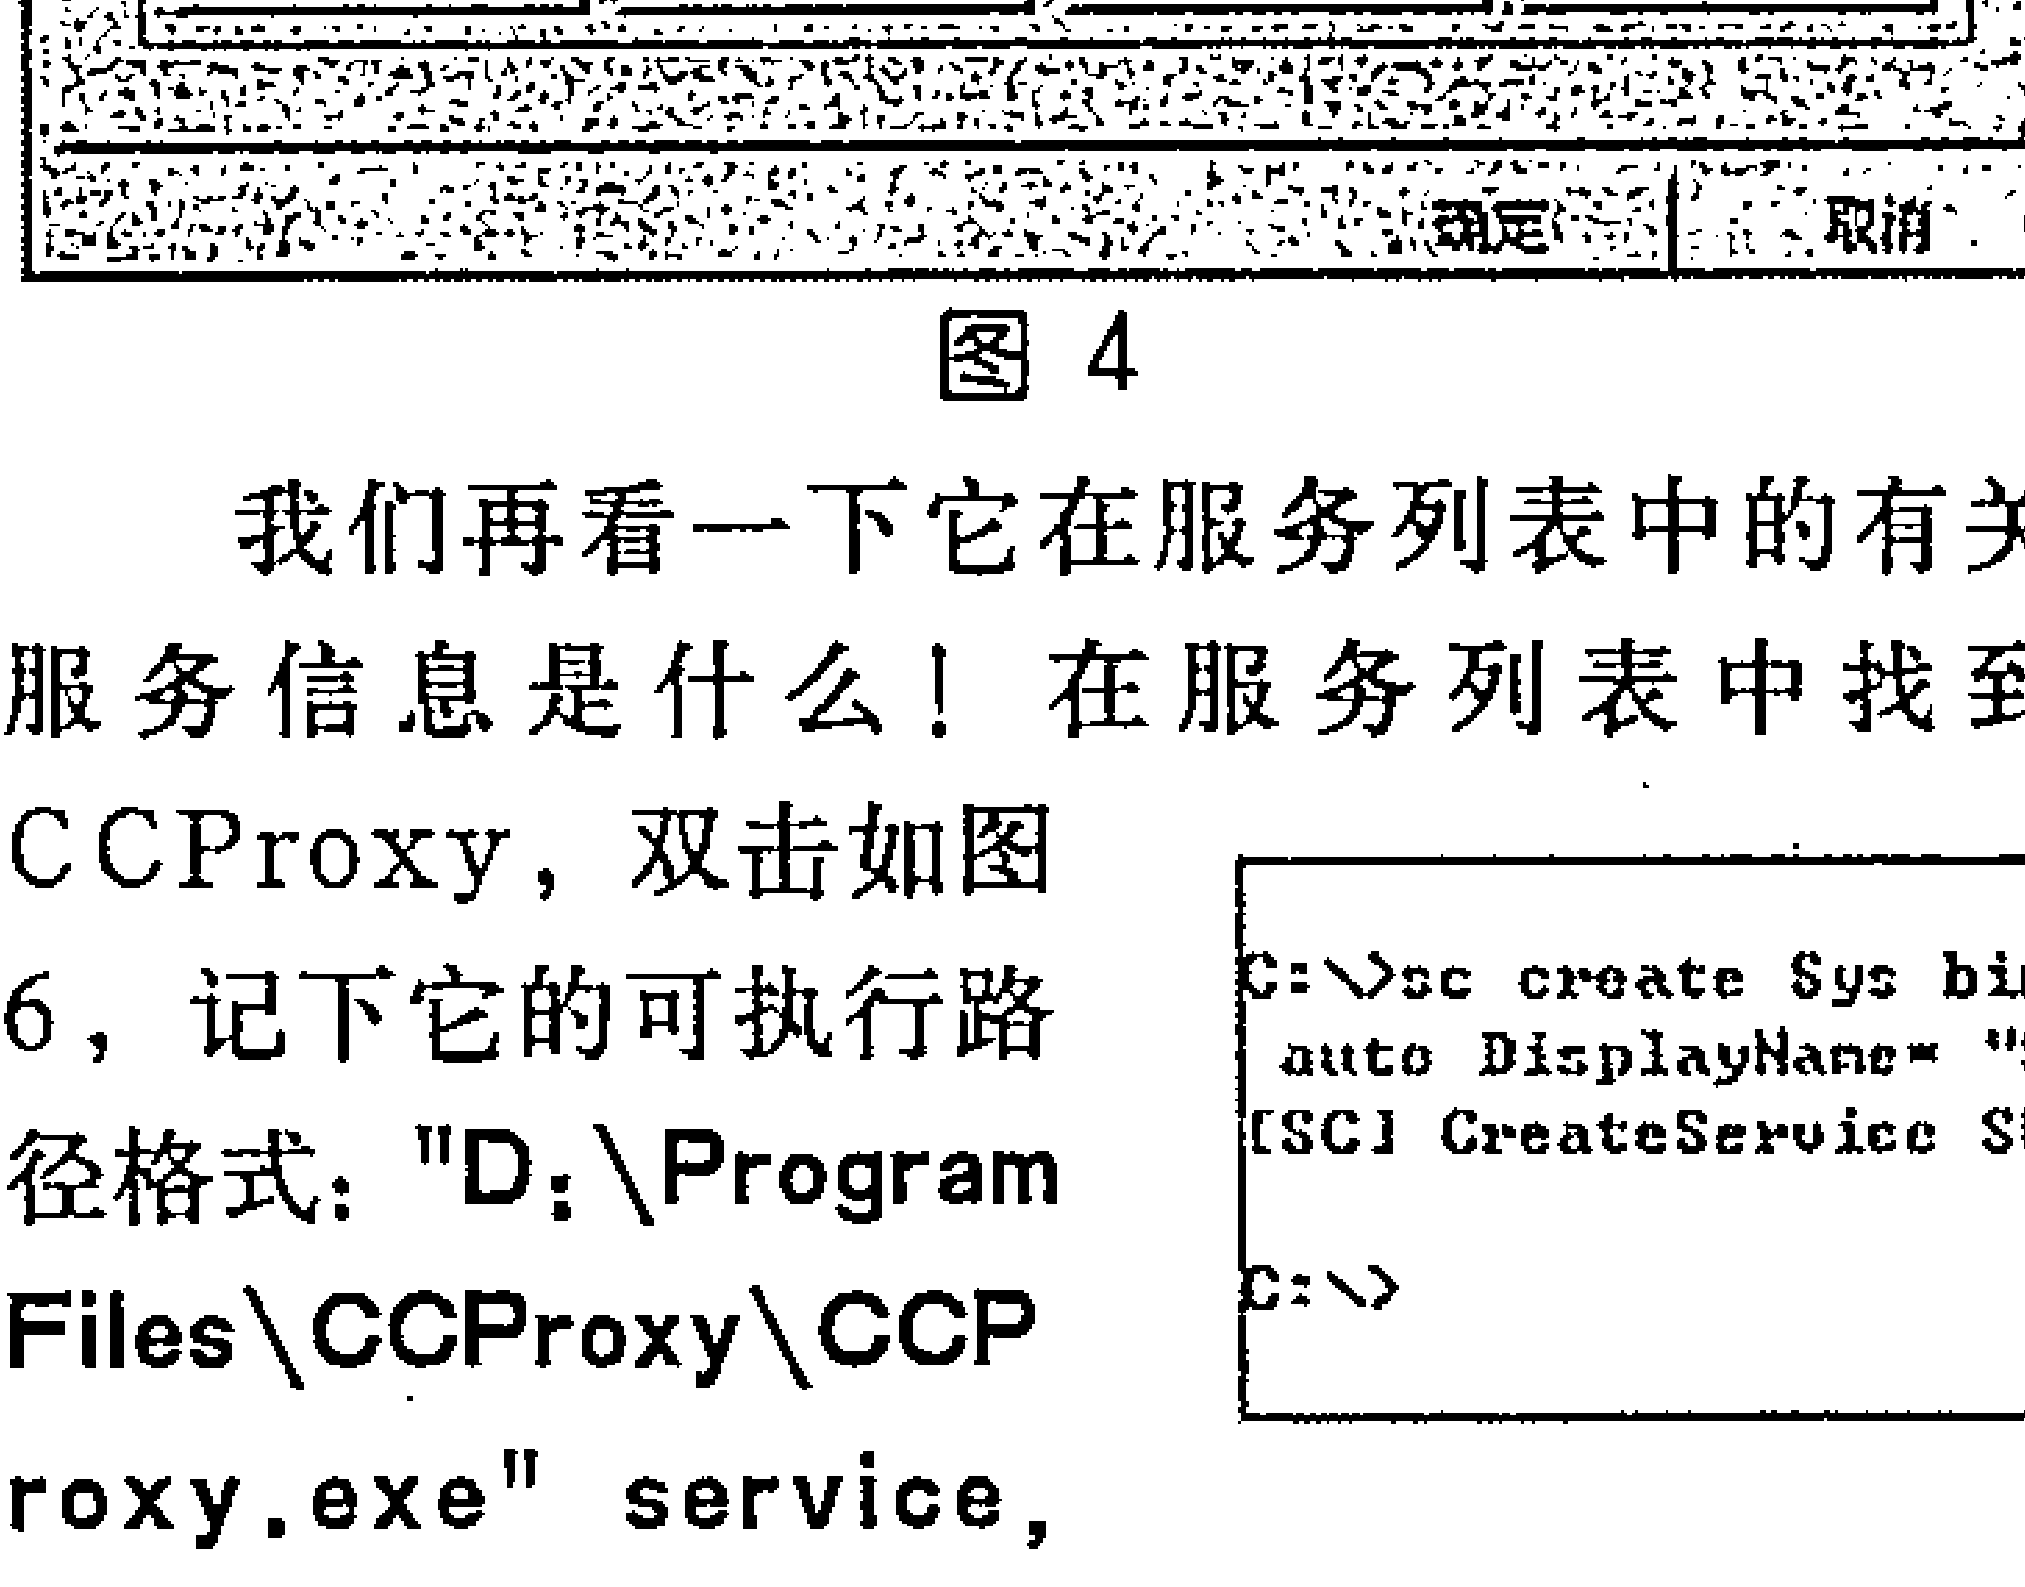 确定 取消
图 4
我们再看一下它在服务列表中的有关
服务信息是什么！在服务列表中找到
CCProxy，双击如图
6，记下它的可执行路
径格式："D:\Program
Files\CCProxy\CCP
roxy.exe" service,
C:\>sc create Sys bin
auto DisplayName= "
[SC] CreateService S
C:\>